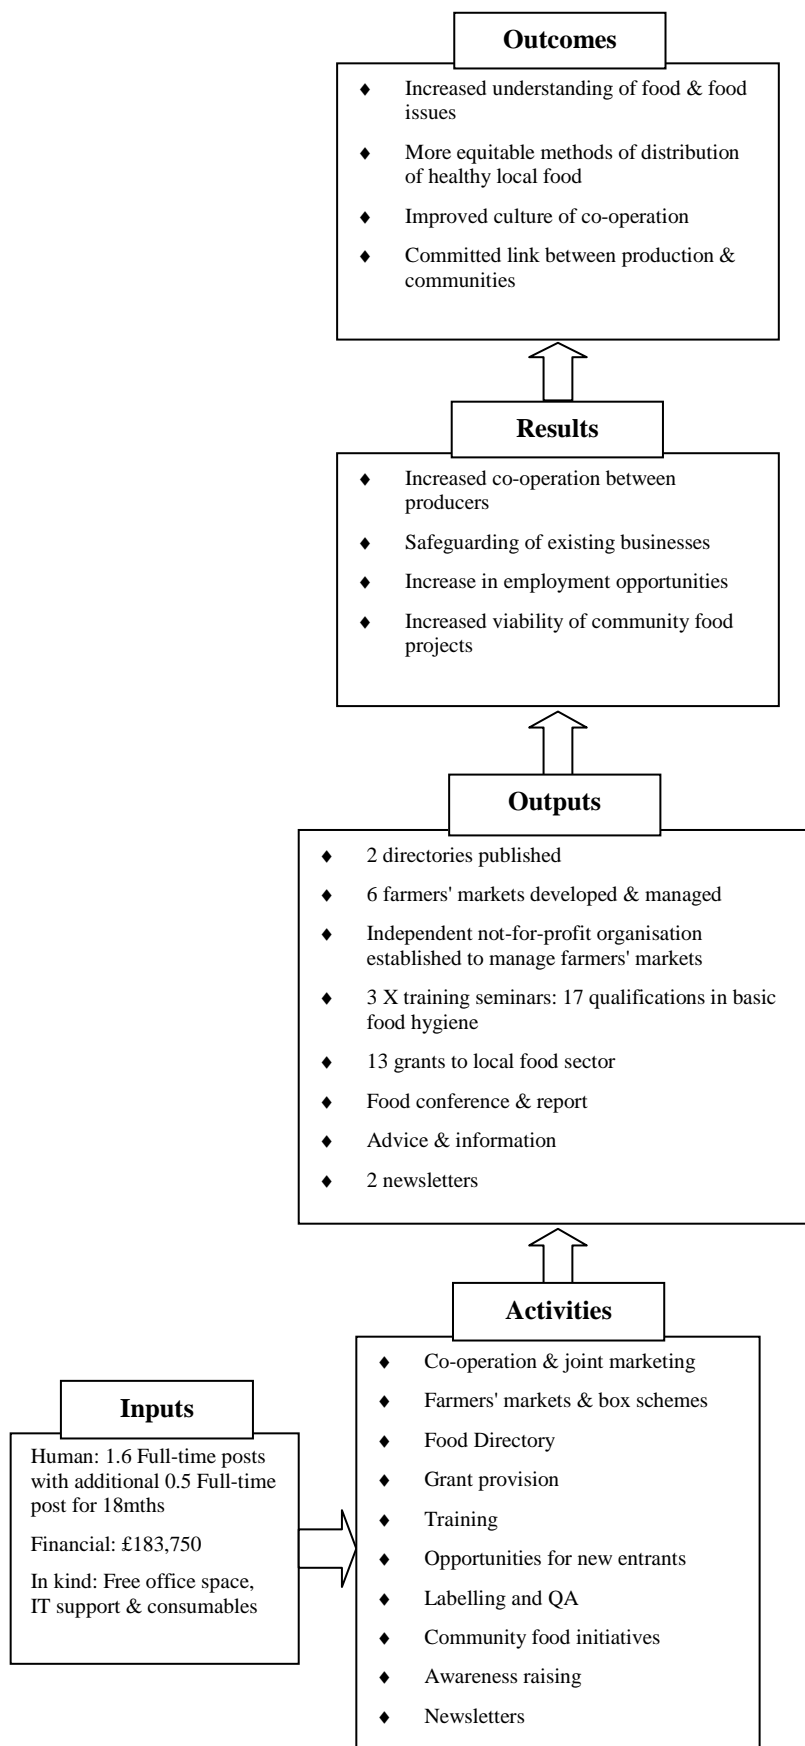 Outcomes
♦ Increased understanding of food & food
issues
♦ More equitable methods of distribution
of healthy local food
♦ Improved culture of co-operation
♦ Committed link between production &
communities
Results
♦ Increased co-operation between
producers
♦ Safeguarding of existing businesses
♦ Increase in employment opportunities
♦ Increased viability of community food
projects
Outputs
♦ 2 directories published
♦ 6 farmers' markets developed & managed
♦ Independent not-for-profit organisation
established to manage farmers' markets
♦ 3 X training seminars: 17 qualifications in basic
food hygiene
♦ 13 grants to local food sector
♦ Food conference & report
♦ Advice & information
♦ 2 newsletters
Inputs
Human: 1.6 Full-time posts
with additional 0.5 Full-time
post for 18mths
Financial: £183,750
In kind: Free office space,
IT support & consumables
Activities
♦ Co-operation & joint marketing
♦ Farmers' markets & box schemes
♦ Food Directory
♦ Grant provision
♦ Training
♦ Opportunities for new entrants
♦ Labelling and QA
♦ Community food initiatives
♦ Awareness raising
♦ Newsletters